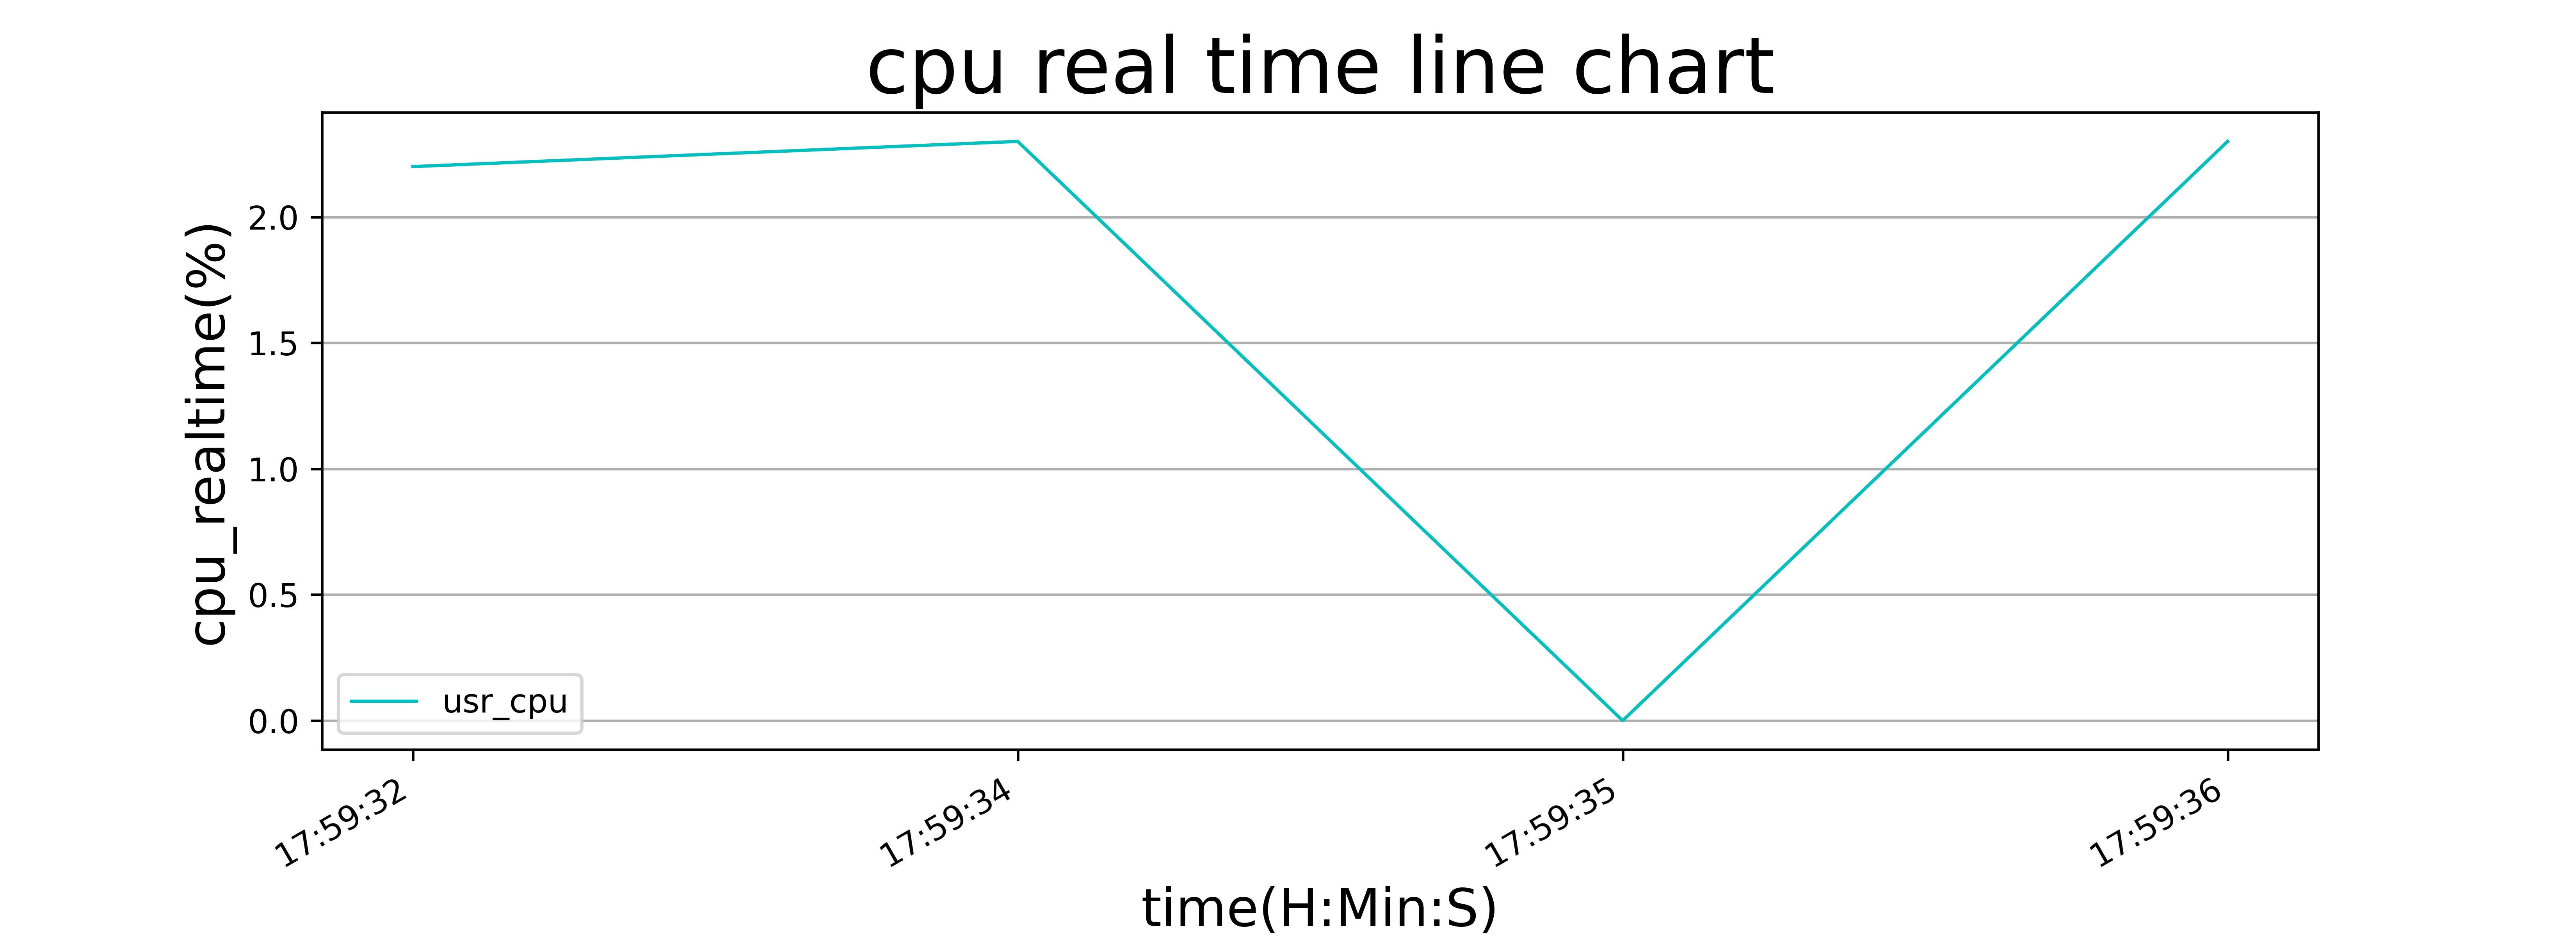 cpu real time line chart
cpu_realtime(%)
2.0
1.5
1.0
0.5
0.0
usr_cpu
17:59:32
17:59:34
17:59:35
17:59:36
time(H:Min:S)